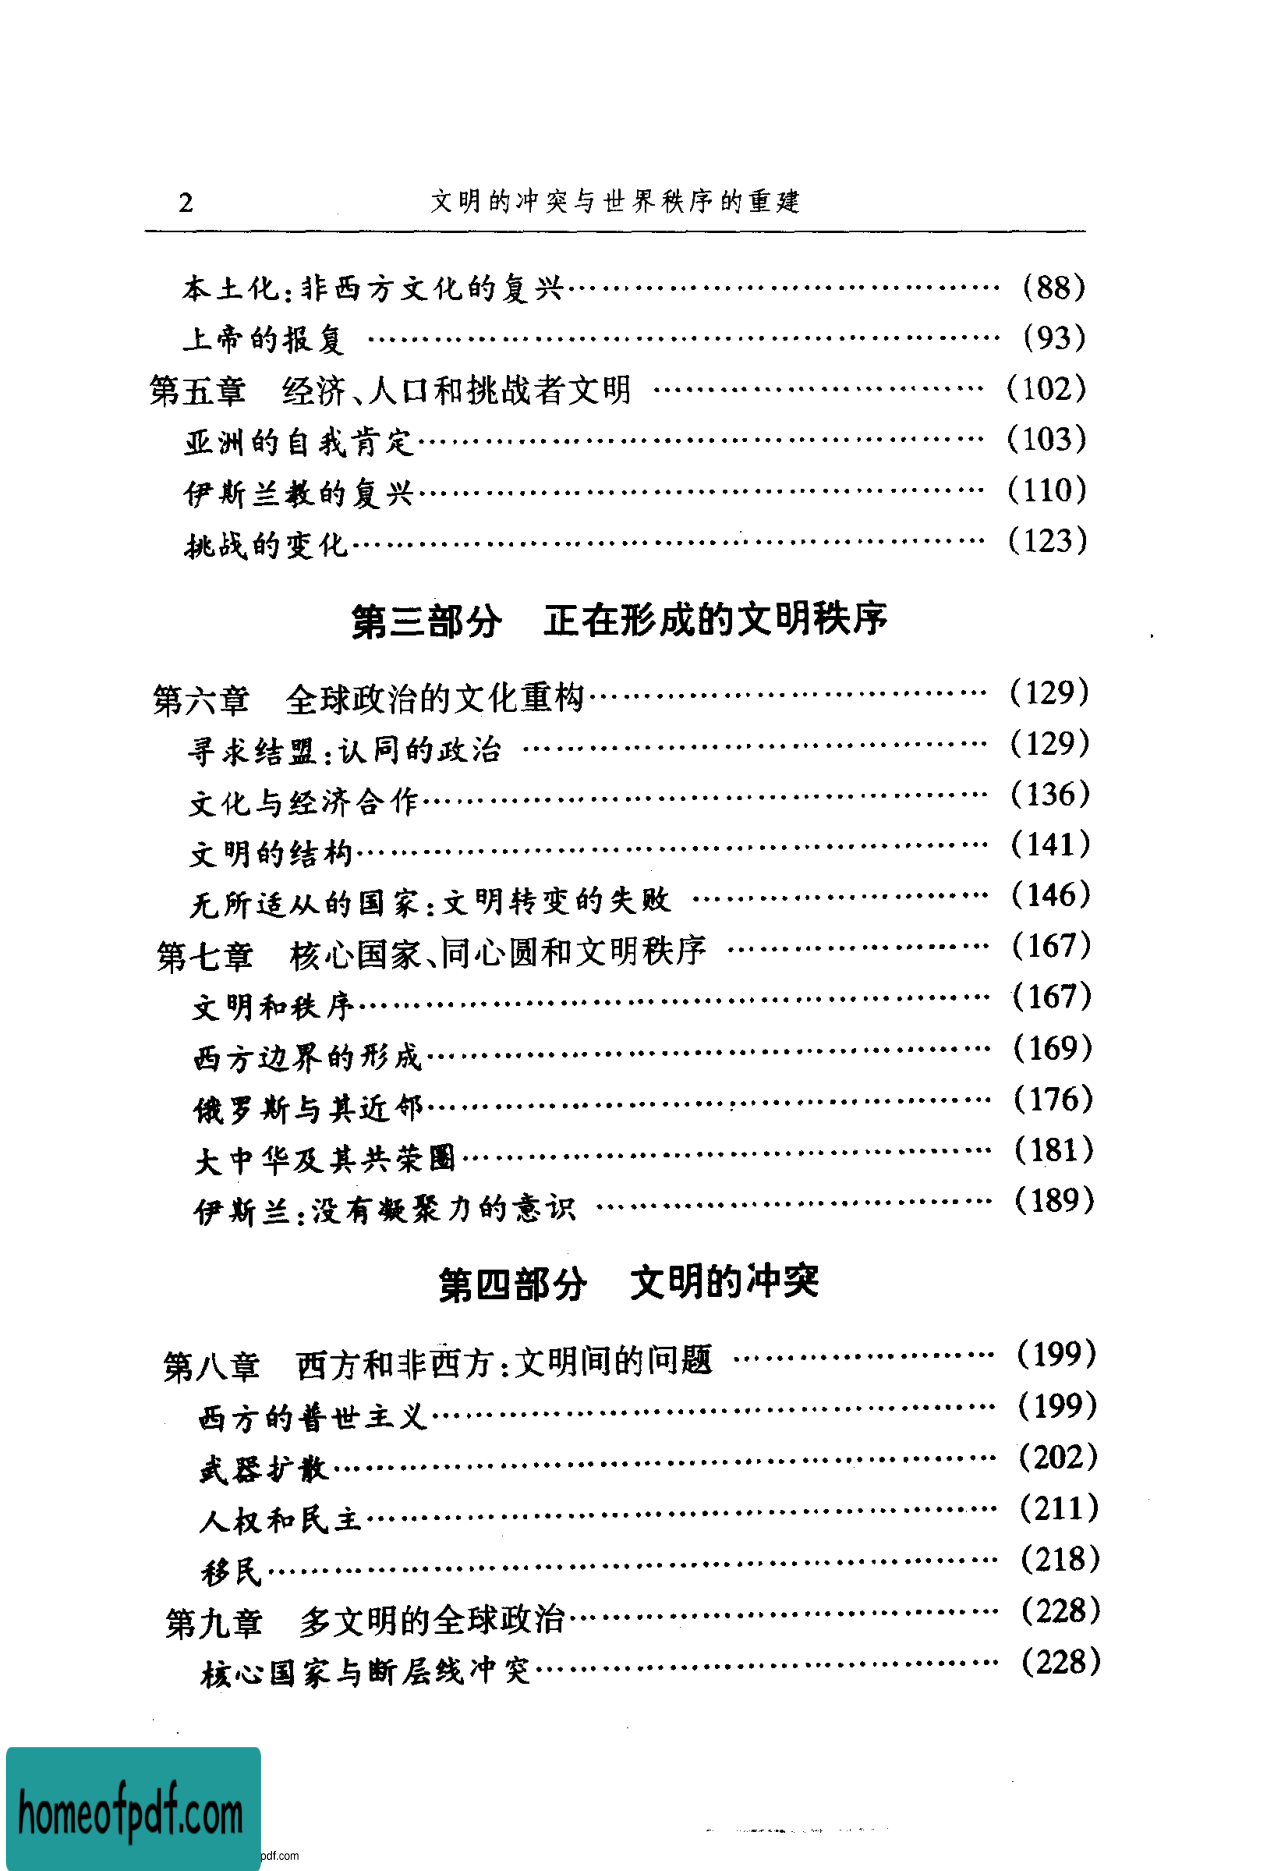 2 文明的冲突与世界秩序的重建
本土化:非西方文化的复兴…………………………………… (88)
上帝的报复 ……………………………………………………… (93)
第五章 经济、人口和挑战者文明 …………………………… (102)
亚洲的自我肯定………………………………………………… (103)
伊斯兰教的复兴………………………………………………… (110)
挑战的变化……………………………………………………… (123)
第三部分 正在形成的文明秩序
第六章 全球政治的文化重构………………………………… (129)
寻求结盟:认同的政治 ………………………………………… (129)
文化与经济合作………………………………………………… (136)
文明的结构……………………………………………………… (141)
无所适从的国家:文明转变的失败 ………………………… (146)
第七章 核心国家、同心圆和文明秩序 ……………………… (167)
文明和秩序……………………………………………………… (167)
西方边界的形成………………………………………………… (169)
俄罗斯与其近邻………………………………………………… (176)
大中华及其共荣圈……………………………………………… (181)
伊斯兰:没有凝聚力的意识 ………………………………… (189)
第四部分 文明的冲突
第八章 西方和非西方:文明间的问题 ……………………… (199)
西方的普世主义………………………………………………… (199)
武器扩散………………………………………………………… (202)
人权和民主……………………………………………………… (211)
移民……………………………………………………………… (218)
第九章 多文明的全球政治…………………………………… (228)
核心国家与断层线冲突……………………………………… (228)
homeofpdf.com
pdf.com